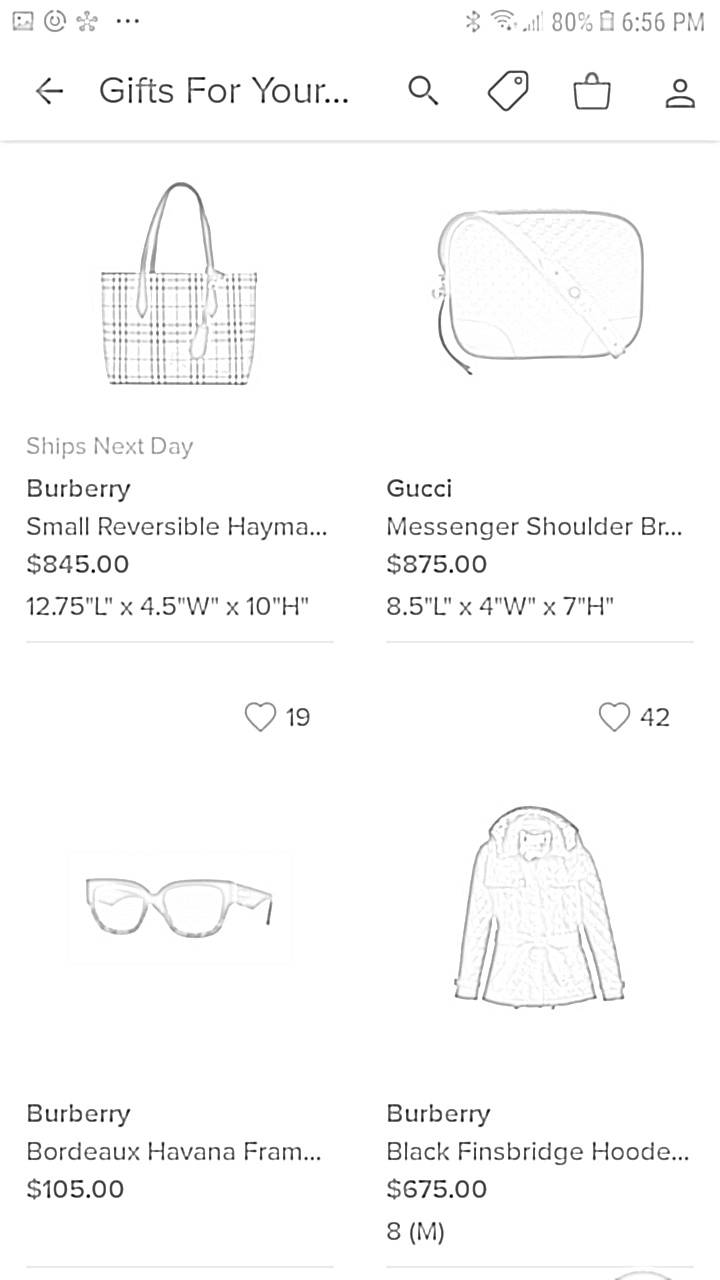 80% 6:56 PM
Gifts For Your...
Ships Next Day
Burberry
Small Reversible Hayma...
$845.00
12.75"L" x 4.5"W" x 10"H"
Gucci
Messenger Shoulder Br...
$875.00
8.5"L" x 4"W" x 7"H"
19
42
Burberry
Bordeaux Havana Fram...
$105.00
Burberry
Black Finsbridge Hoode...
$675.00
8 (M)